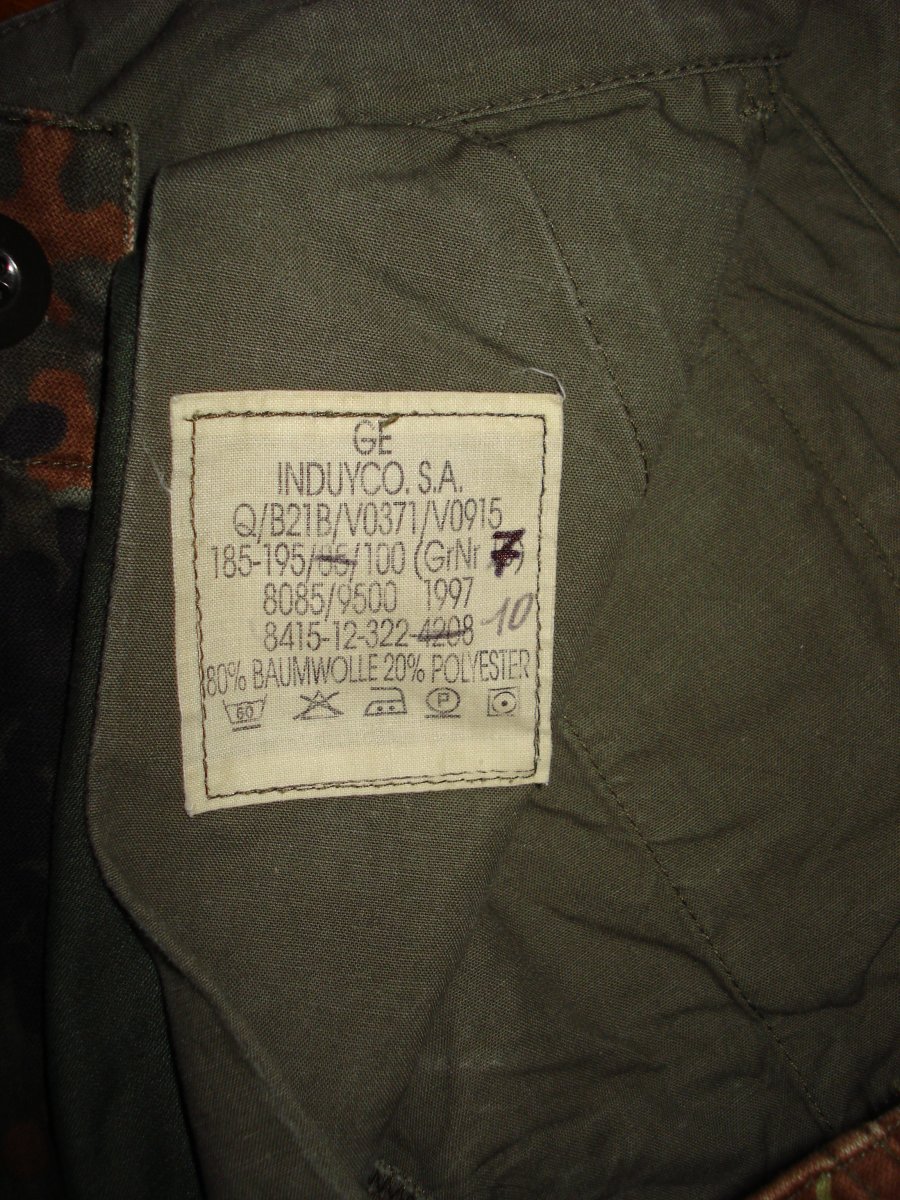 GE
INDUYCO. S.A.
Q/B21B/V0371/V0915
185-195/85/100 (GrNr 7)
8085/9500 1997
8415-12-322-4208 10
80% BAUMWOLLE 20% POLYESTER
60 P